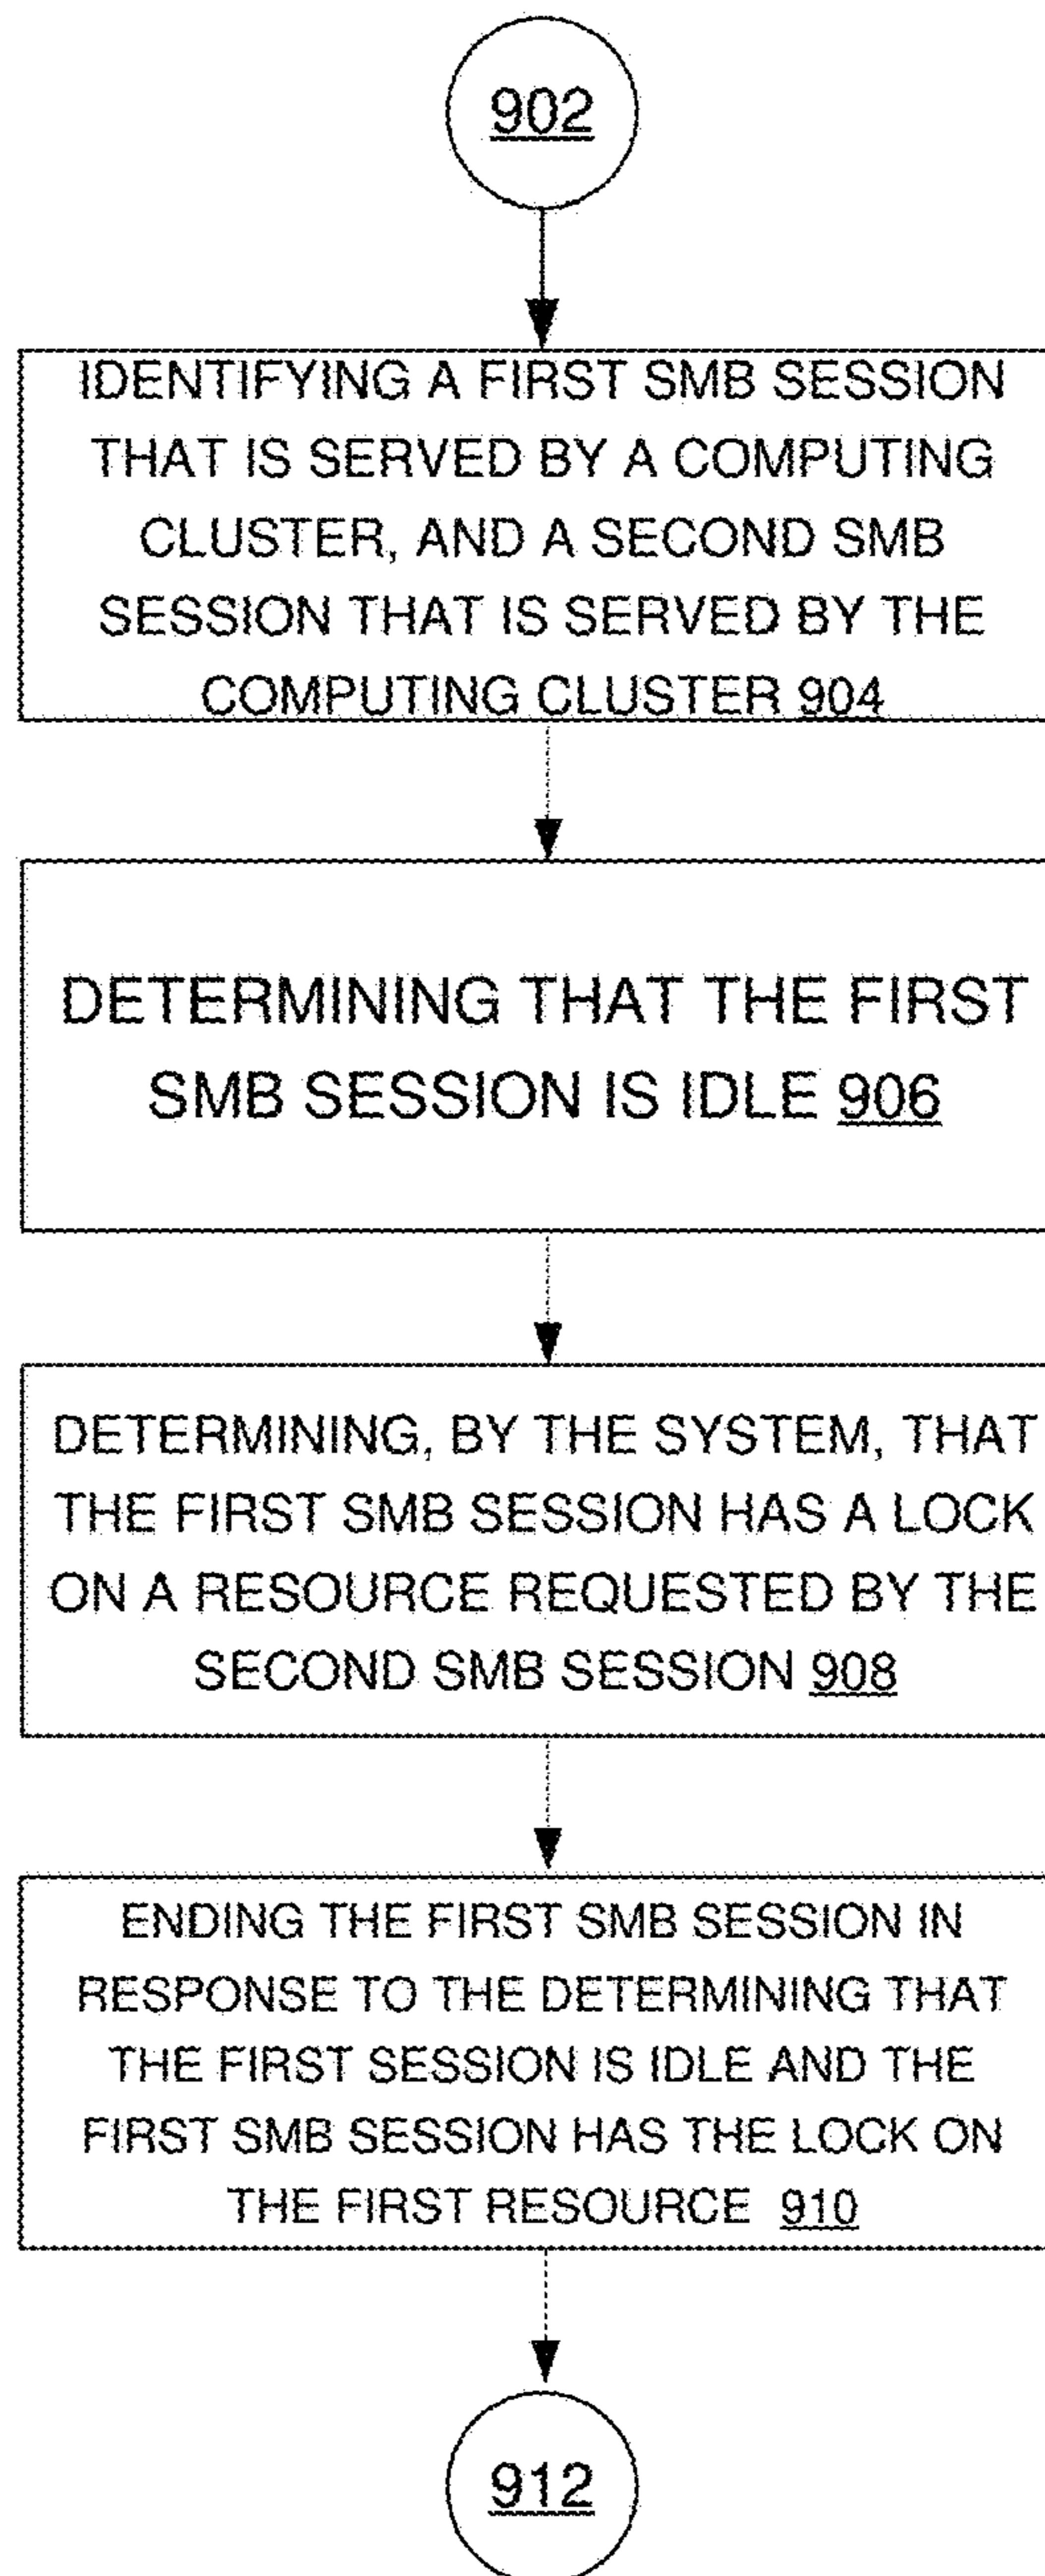 902
IDENTIFYING A FIRST SMB SESSION
THAT IS SERVED BY A COMPUTING
CLUSTER, AND A SECOND SMB
SESSION THAT IS SERVED BY THE
COMPUTING CLUSTER 904
DETERMINING THAT THE FIRST
SMB SESSION IS IDLE 906
DETERMINING, BY THE SYSTEM, THAT
THE FIRST SMB SESSION HAS A LOCK
ON A RESOURCE REQUESTED BY THE
SECOND SMB SESSION 908
ENDING THE FIRST SMB SESSION IN
RESPONSE TO THE DETERMINING THAT
THE FIRST SESSION IS IDLE AND THE
FIRST SMB SESSION HAS THE LOCK ON
THE FIRST RESOURCE 910
912